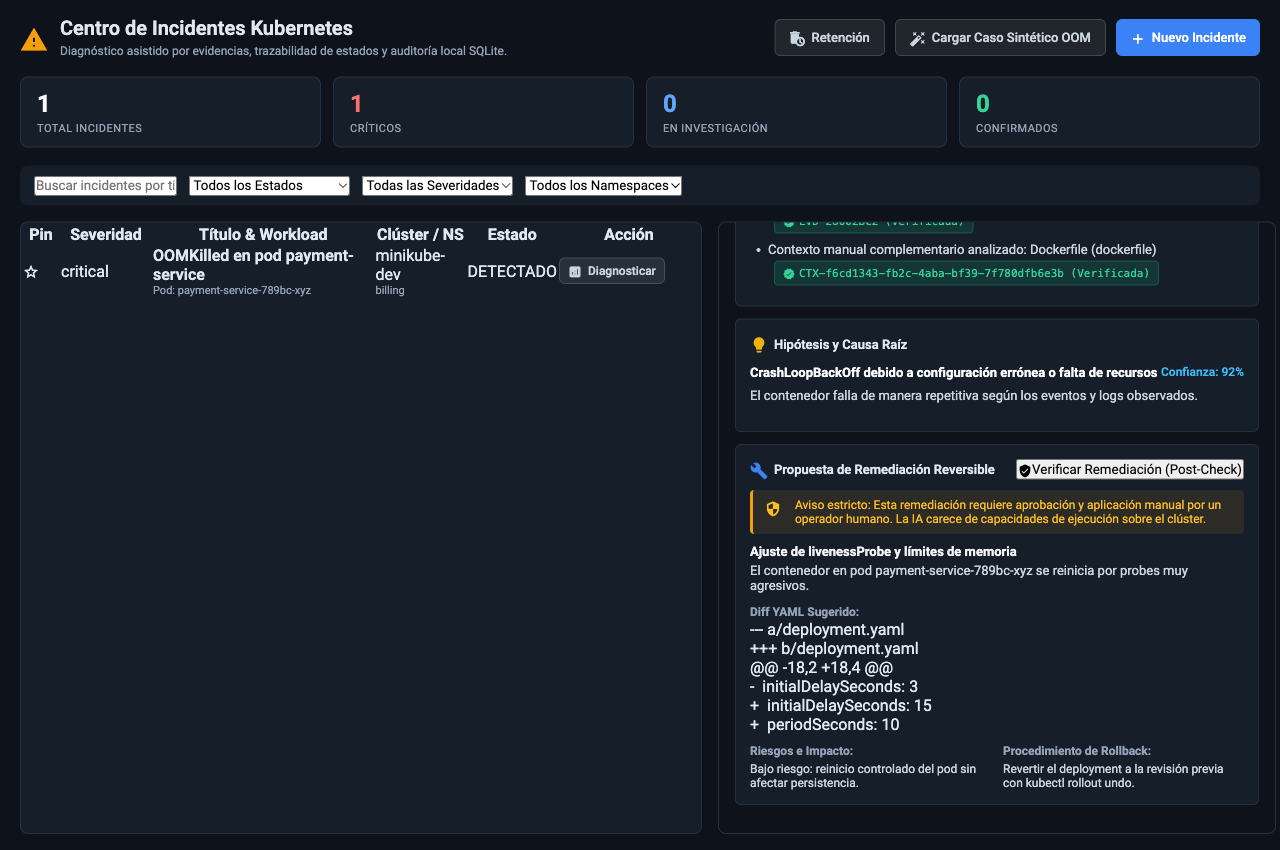 Centro de Incidentes Kubernetes
Diagnóstico asistido por evidencias, trazabilidad de estados y auditoría local SQLite.
Retención
Cargar Caso Sintético OOM
+ Nuevo Incidente
1
TOTAL INCIDENTES
1
CRÍTICOS
0
EN INVESTIGACIÓN
0
CONFIRMADOS
Buscar incidentes por tí
Todos los Estados
Todas las Severidades
Todos los Namespaces
Pin
Severidad
Título & Workload
Clúster / NS
Estado
Acción
critical
OOMKilled en pod payment-
service
Pod: payment-service-789bc-xyz
minikube-
dev
billing
DETECTADO
Diagnosticar
• Contexto manual complementario analizado: Dockerfile (dockerfile)
CTX-f6cd1343-fb2c-4aba-bf39-7f780dfb6e3b (Verificada)
Hipótesis y Causa Raíz
CrashLoopBackOff debido a configuración errónea o falta de recursos Confianza: 92%
El contenedor falla de manera repetitiva según los eventos y logs observados.
Propuesta de Remediación Reversible
Verificar Remediación (Post-Check)
Aviso estricto: Esta remediación requiere aprobación y aplicación manual por un
operador humano. La IA carece de capacidades de ejecución sobre el clúster.
Ajuste de livenessProbe y límites de memoria
El contenedor en pod payment-service-789bc-xyz se reinicia por probes muy
agresivos.
Diff YAML Sugerido:
--- a/deployment.yaml
+++ b/deployment.yaml
@@ -18,2 +18,4 @@
- initialDelaySeconds: 3
+ initialDelaySeconds: 15
+ periodSeconds: 10
Riesgos e Impacto:
Bajo riesgo: reinicio controlado del pod sin
afectar persistencia.
Procedimiento de Rollback:
Revertir el deployment a la revisión previa
con kubectl rollout undo.